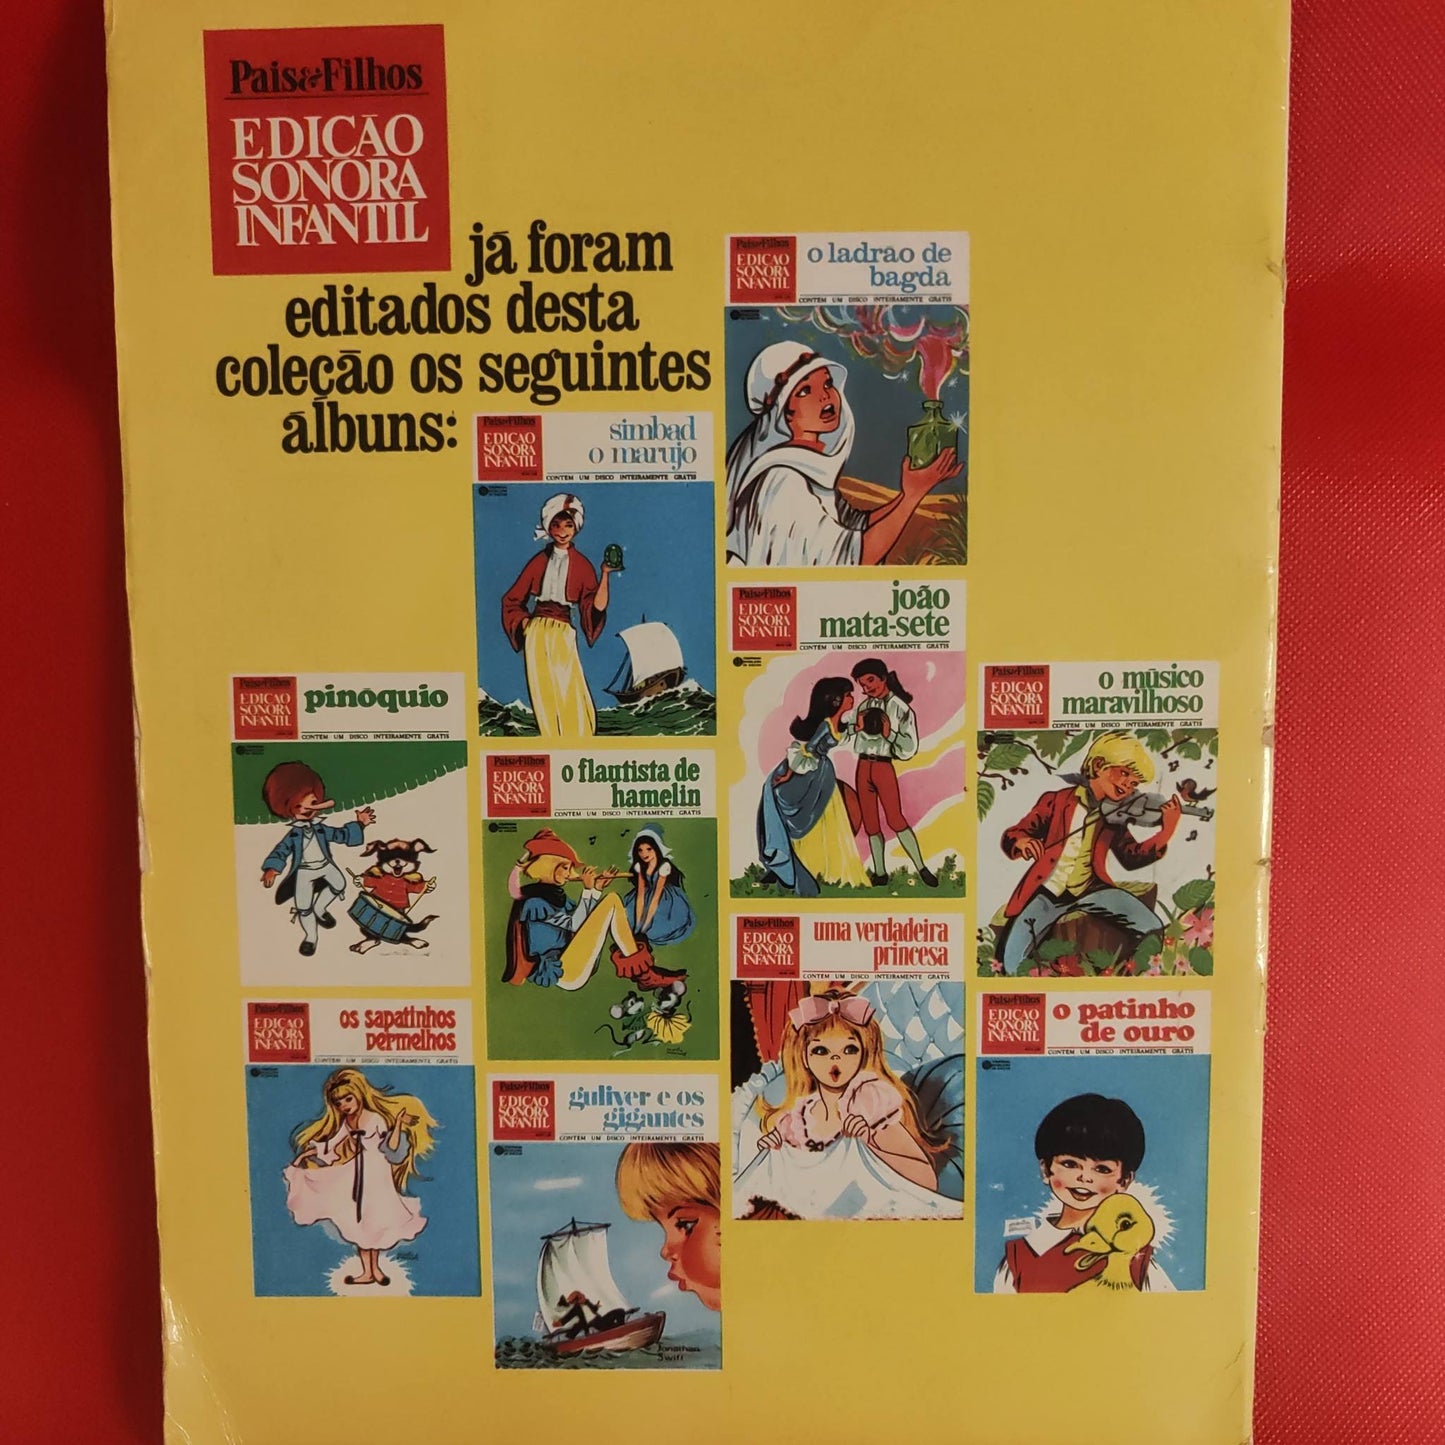 Pais&Filhos
EDIÇÃO
SONORA
INFANTIL
já foram
editados desta
coleção os seguintes
álbuns:
Pais&Filhos
EDIÇÃO
SONORA
INFANTIL
o ladrão de
bagdá
CONTÉM UM DISCO INTEIRAMENTE GRÁTIS
Pais&Filhos
EDIÇÃO
SONORA
INFANTIL
simbad
o marujo
CONTÉM UM DISCO INTEIRAMENTE GRÁTIS
Pais&Filhos
EDIÇÃO
SONORA
INFANTIL
joão
mata-sete
CONTÉM UM DISCO INTEIRAMENTE GRÁTIS
Pais&Filhos
EDIÇÃO
SONORA
INFANTIL
o músico
maravilhoso
CONTÉM UM DISCO INTEIRAMENTE GRÁTIS
Pais&Filhos
EDIÇÃO
SONORA
INFANTIL
pinóquio
CONTÉM UM DISCO INTEIRAMENTE GRÁTIS
Pais&Filhos
EDIÇÃO
SONORA
INFANTIL
o flautista de
hamelin
CONTÉM UM DISCO INTEIRAMENTE GRÁTIS
Pais&Filhos
EDIÇÃO
SONORA
INFANTIL
uma verdadeira
princesa
CONTÉM UM DISCO INTEIRAMENTE GRÁTIS
Pais&Filhos
EDIÇÃO
SONORA
INFANTIL
o patinho
de ouro
CONTÉM UM DISCO INTEIRAMENTE GRÁTIS
Pais&Filhos
EDIÇÃO
SONORA
INFANTIL
os sapatinhos
permelhos
CONTÉM UM DISCO INTEIRAMENTE GRÁTIS
Pais&Filhos
EDIÇÃO
SONORA
INFANTIL
guliver e os
gigantes
CONTÉM UM DISCO INTEIRAMENTE GRÁTIS
Jonathan
Swift